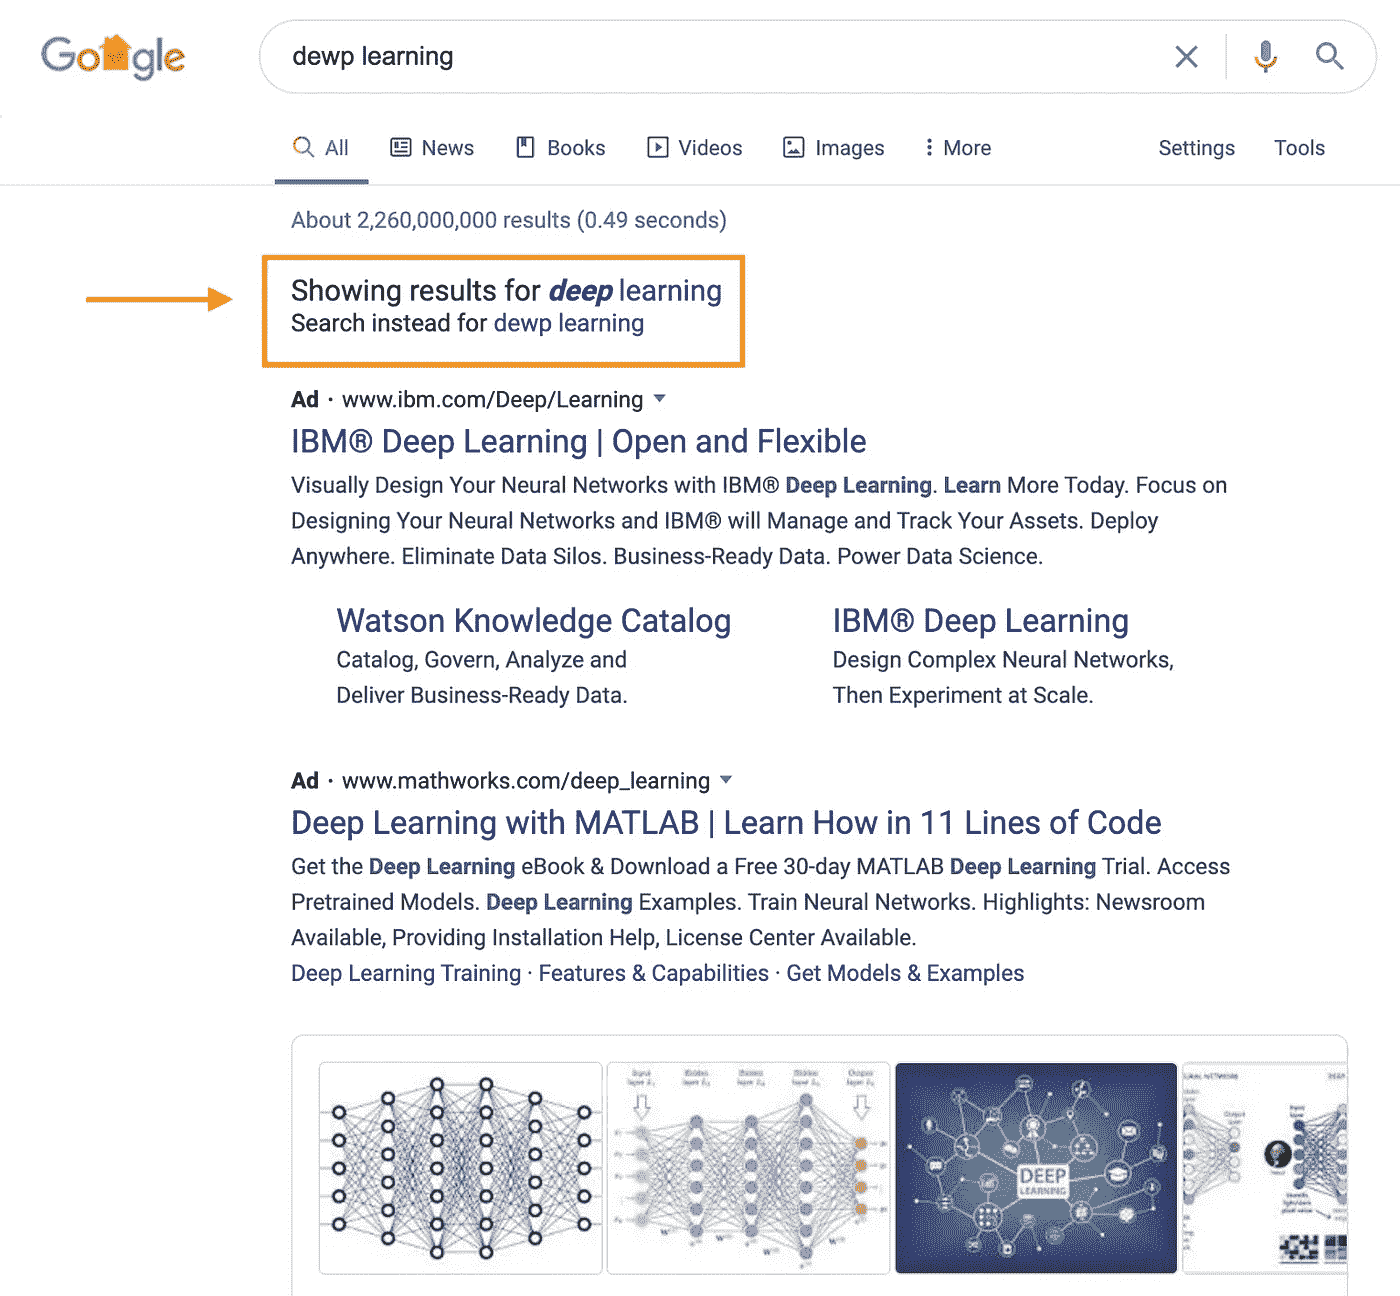 Google
dewp learning
All News Books Videos Images More Settings Tools
About 2,260,000,000 results (0.49 seconds)
Showing results for deep learning
Search instead for dewp learning
Ad · www.ibm.com/Deep/Learning
IBM® Deep Learning | Open and Flexible
Visually Design Your Neural Networks with IBM® Deep Learning. Learn More Today. Focus on
Designing Your Neural Networks and IBM® will Manage and Track Your Assets. Deploy
Anywhere. Eliminate Data Silos. Business-Ready Data. Power Data Science.
Watson Knowledge Catalog
Catalog, Govern, Analyze and
Deliver Business-Ready Data.
IBM® Deep Learning
Design Complex Neural Networks,
Then Experiment at Scale.
Ad · www.mathworks.com/deep_learning
Deep Learning with MATLAB | Learn How in 11 Lines of Code
Get the Deep Learning eBook & Download a Free 30-day MATLAB Deep Learning Trial. Access
Pretrained Models. Deep Learning Examples. Train Neural Networks. Highlights: Newsroom
Available, Providing Installation Help, License Center Available.
Deep Learning Training · Features & Capabilities · Get Models & Examples
DEEP
LEARNING